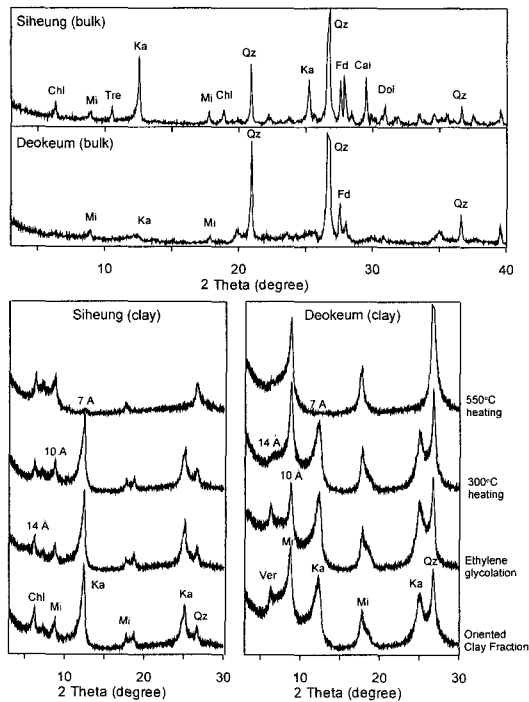 Siheung (bulk)
Qz
Ka
Qz
Chl
Mi
Tre
Mi
Chl
Ka
Fd
Cal
Dol
Qz
Deokeum (bulk)
Qz
Qz
Mi
Ka
Mi
Fd
Qz
10
20
30
40
2 Theta (degree)
Siheung (clay)
7 A
10 A
14 A
Chl
Mi
Ka
Mi
Ka
Qz
10
20
30
2 Theta (degree)
Deokeum (clay)
7 A
550°C
heating
14 A
10 A
300°C
heating
Ethylene
glycolation
Ver
Mi
Ka
Mi
Ka
Qz
Oriented
Clay Fraction
10
20
30
2 Theta (degree)